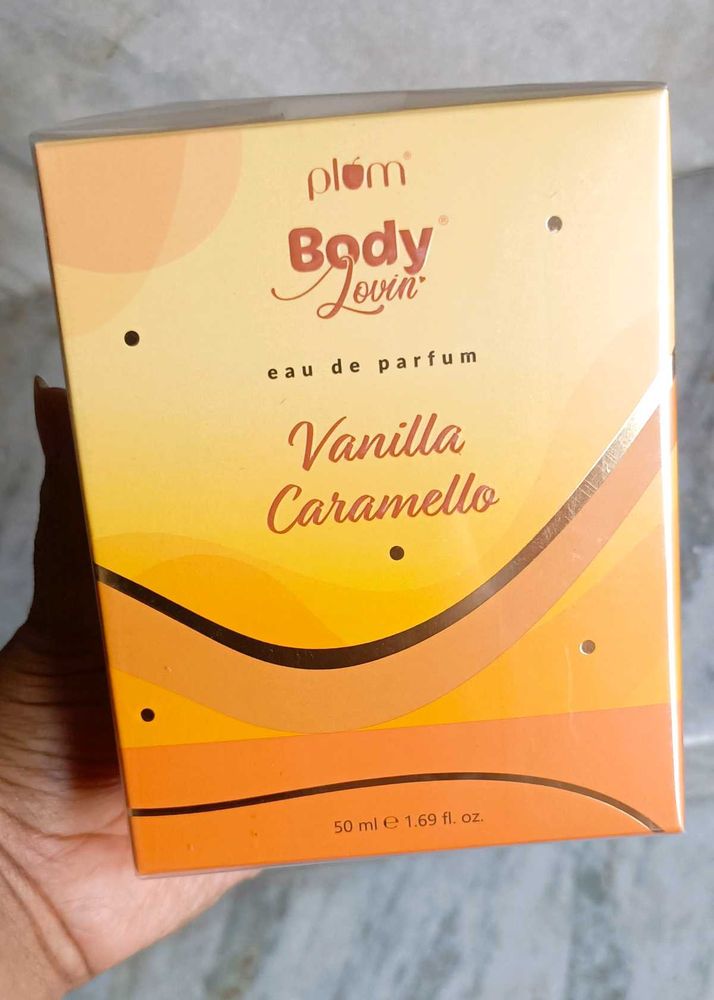 plum®
Body®
Lovin'
eau de parfum
Vanilla
Caramello
50 ml ℮ 1.69 fl. oz.